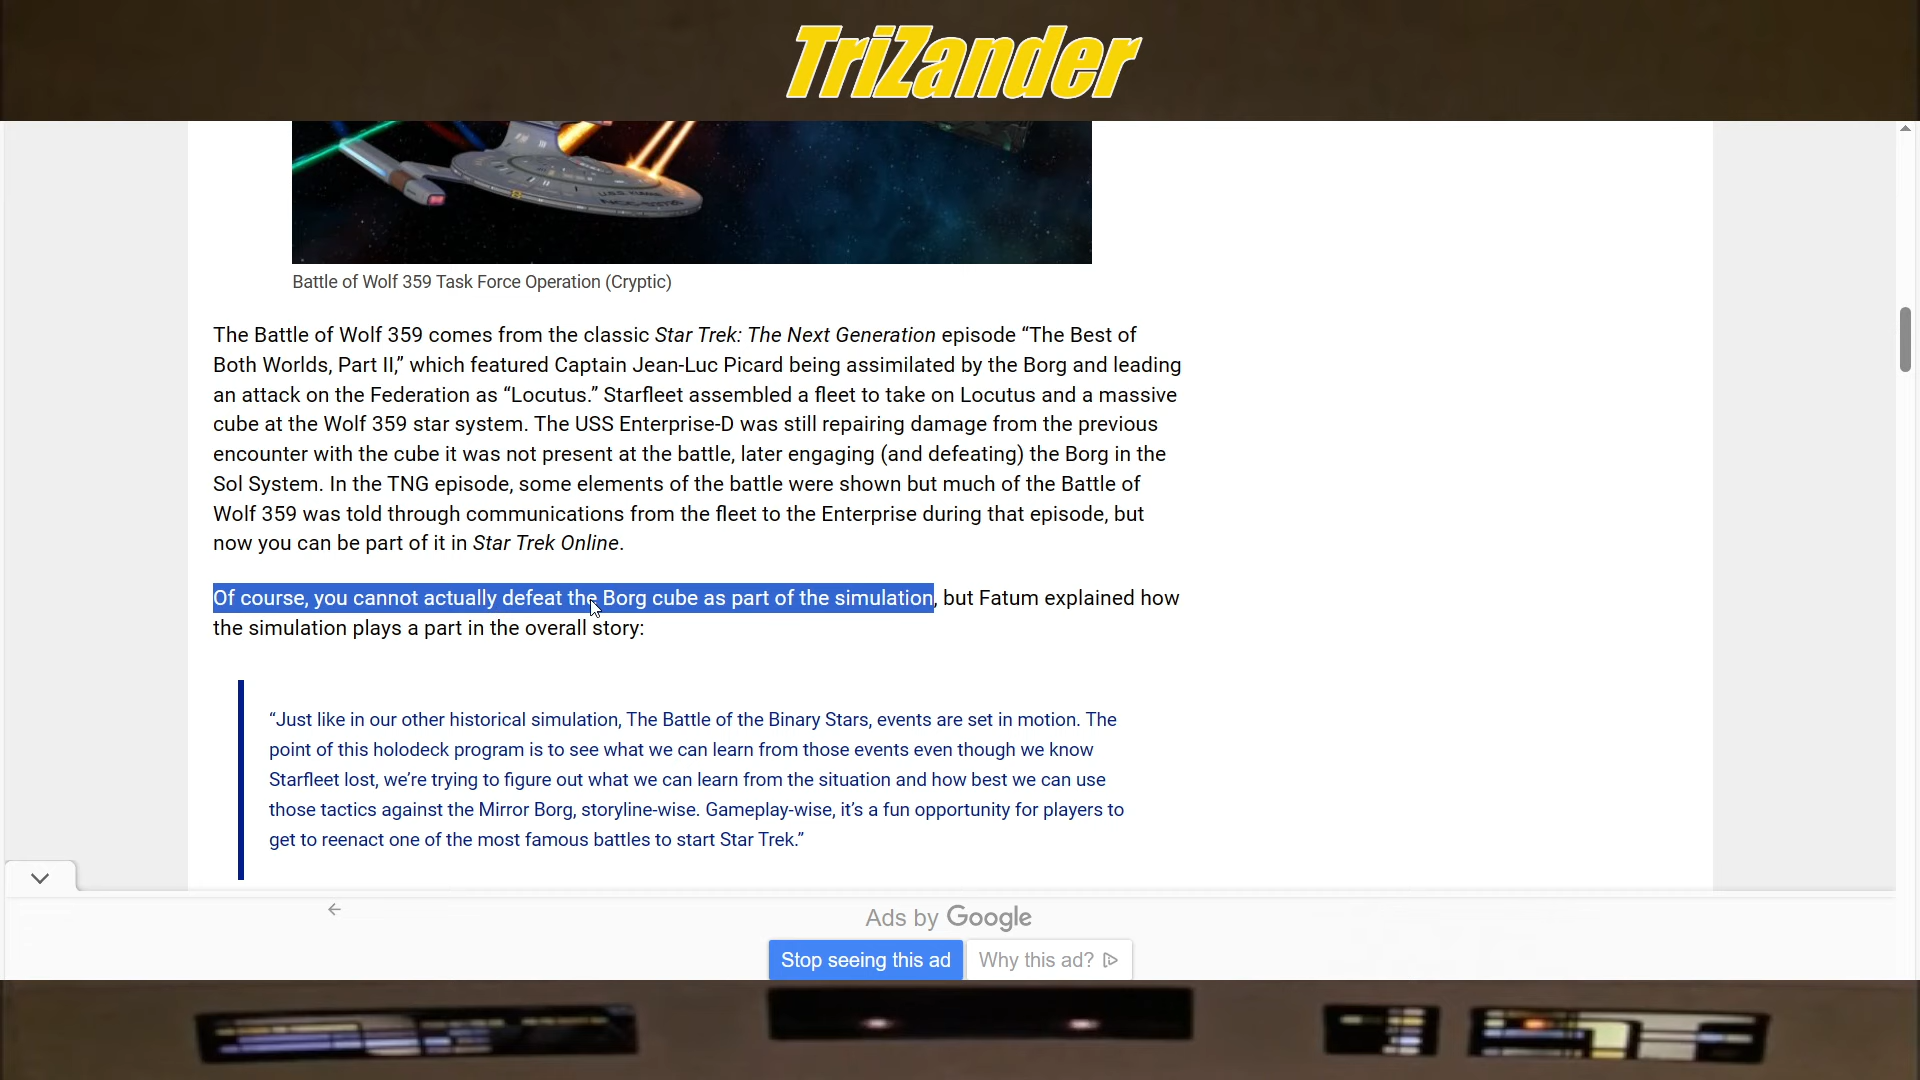 TriZander
Battle of Wolf 359 Task Force Operation (Cryptic)
The Battle of Wolf 359 comes from the classic Star Trek: The Next Generation episode “The Best of
Both Worlds, Part II,” which featured Captain Jean-Luc Picard being assimilated by the Borg and leading
an attack on the Federation as “Locutus.” Starfleet assembled a fleet to take on Locutus and a massive
cube at the Wolf 359 star system. The USS Enterprise-D was still repairing damage from the previous
encounter with the cube it was not present at the battle, later engaging (and defeating) the Borg in the
Sol System. In the TNG episode, some elements of the battle were shown but much of the Battle of
Wolf 359 was told through communications from the fleet to the Enterprise during that episode, but
now you can be part of it in Star Trek Online.
Of course, you cannot actually defeat the Borg cube as part of the simulation, but Fatum explained how
the simulation plays a part in the overall story:
“Just like in our other historical simulation, The Battle of the Binary Stars, events are set in motion. The
point of this holodeck program is to see what we can learn from those events even though we know
Starfleet lost, we’re trying to figure out what we can learn from the situation and how best we can use
those tactics against the Mirror Borg, storyline-wise. Gameplay-wise, it’s a fun opportunity for players to
get to reenact one of the most famous battles to start Star Trek.”
Ads by Google
Stop seeing this ad
Why this ad?